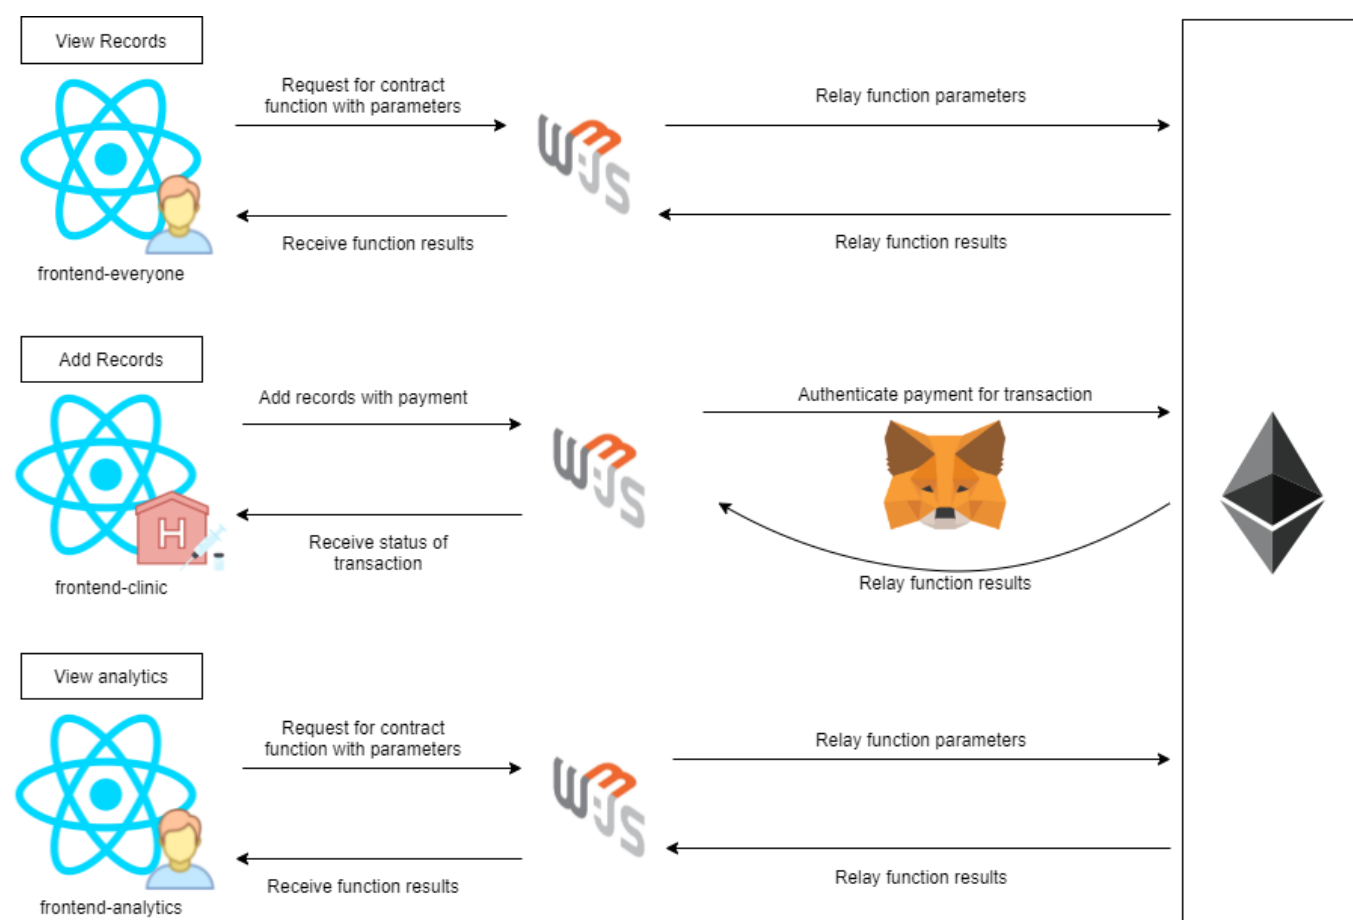 View Records
Request for contract
function with parameters
Relay function parameters
Receive function results
Relay function results
frontend-everyone
Add Records
Add records with payment
Authenticate payment for transaction
H
Receive status of
transaction
Relay function results
frontend-clinic
View analytics
Request for contract
function with parameters
Relay function parameters
Receive function results
Relay function results
frontend-analytics